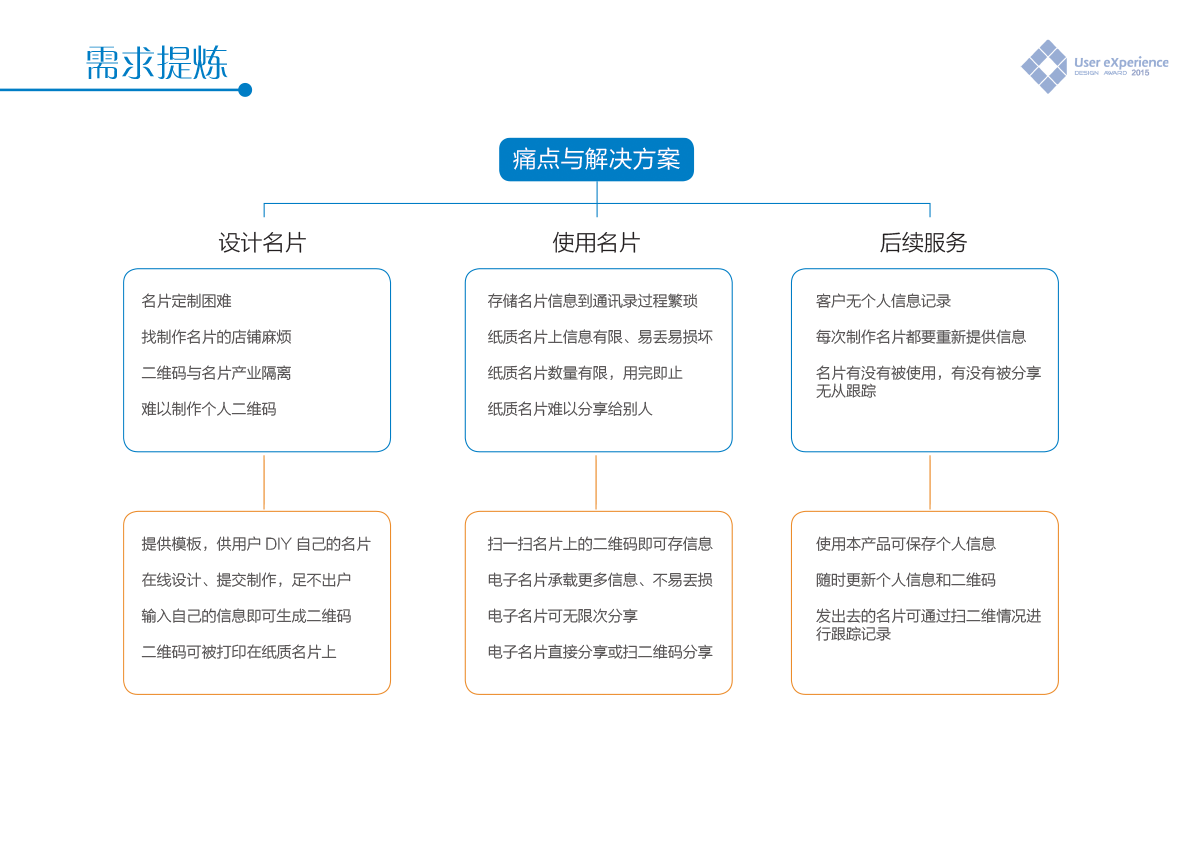 需求提炼
User eXperience
DESIGN AWARD 2015
痛点与解决方案
设计名片
使用名片
后续服务
名片定制困难
找制作名片的店铺麻烦
二维码与名片产业隔离
难以制作个人二维码
存储名片信息到通讯录过程繁琐
纸质名片上信息有限、易丢易损坏
纸质名片数量有限，用完即止
纸质名片难以分享给别人
客户无个人信息记录
每次制作名片都要重新提供信息
名片有没有被使用，有没有被分享
无从跟踪
提供模板，供用户 DIY 自己的名片
在线设计、提交制作，足不出户
输入自己的信息即可生成二维码
二维码可被打印在纸质名片上
扫一扫名片上的二维码即可存信息
电子名片承载更多信息、不易丢损
电子名片可无限次分享
电子名片直接分享或扫二维码分享
使用本产品可保存个人信息
随时更新个人信息和二维码
发出去的名片可通过扫二维情况进
行跟踪记录